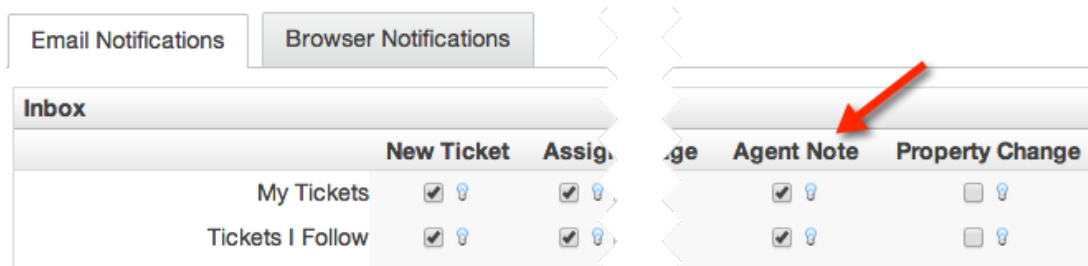 Email Notifications Browser Notifications
Inbox
New Ticket Agent Note Property Change
My Tickets
Tickets I Follow